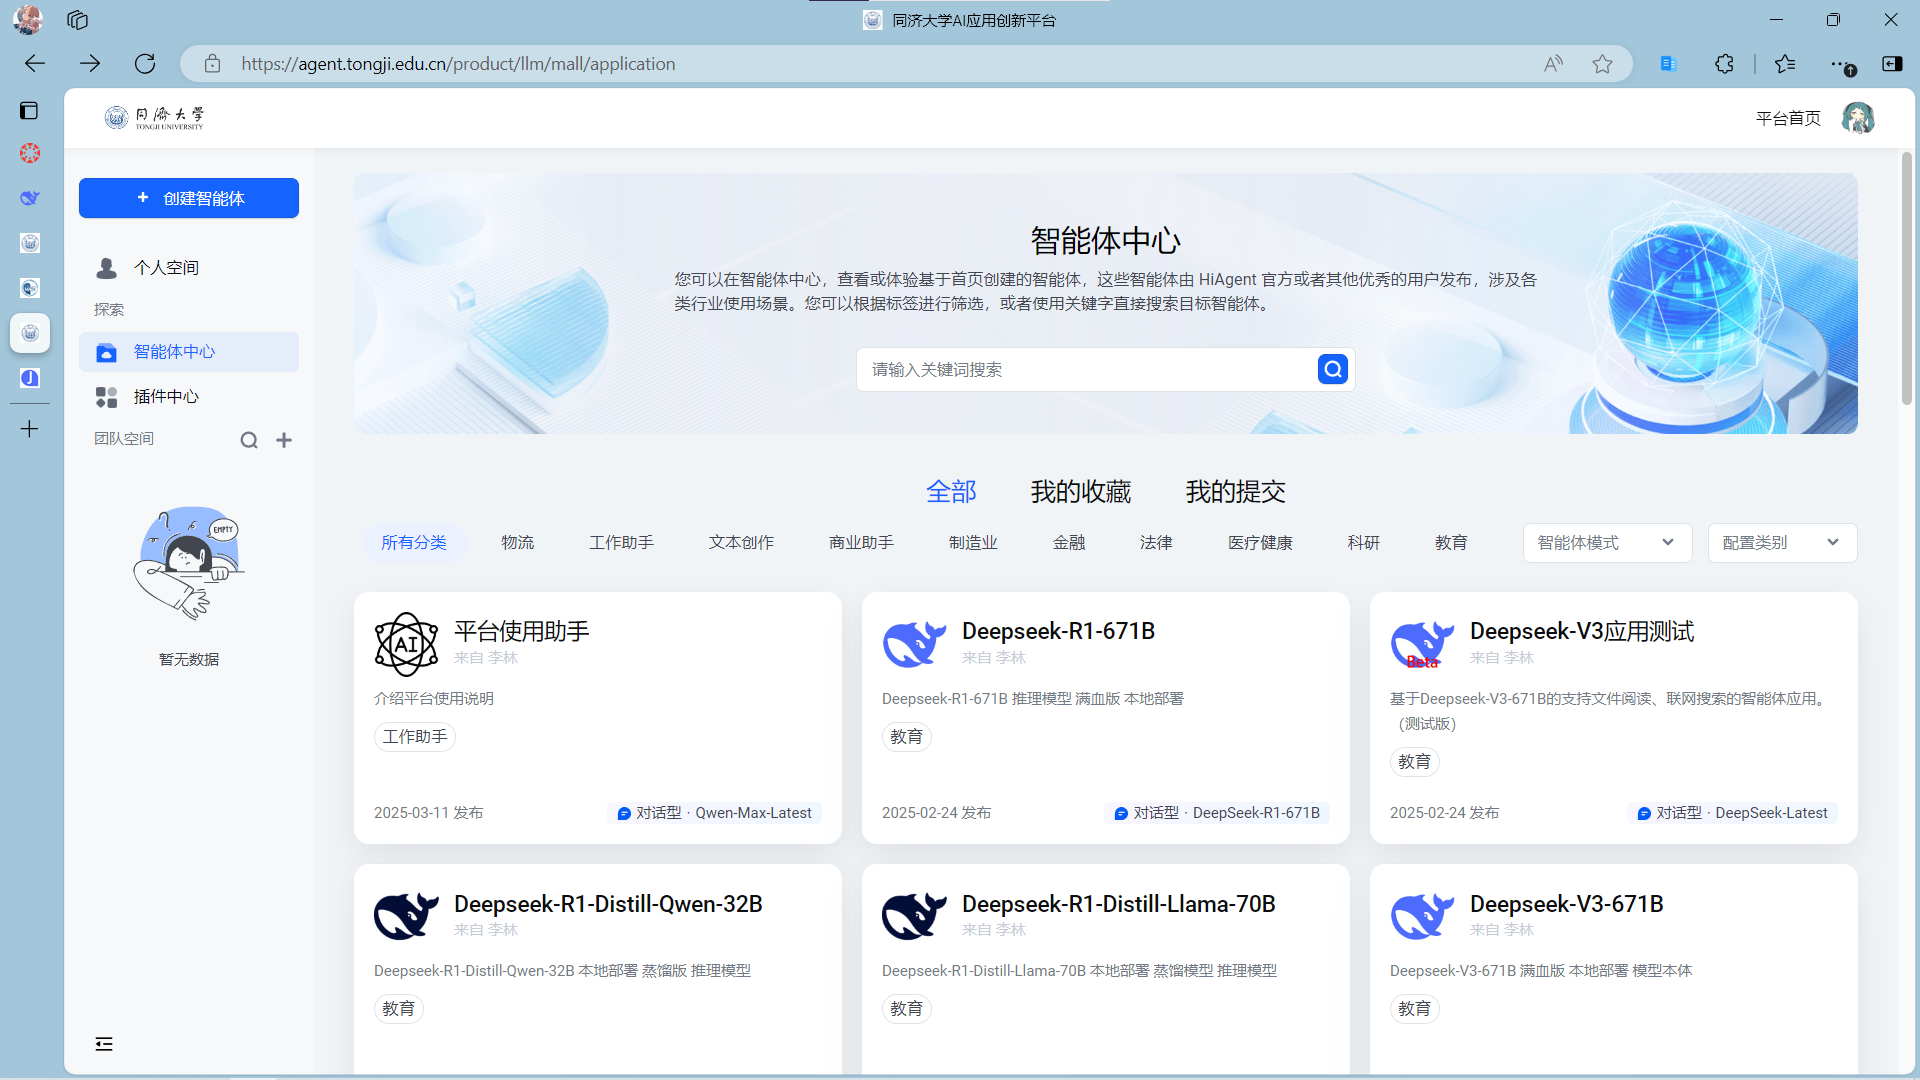 同济大学AI应用创新平台
https://agent.tongji.edu.cn/product/llm/mall/application
同濟大學
TONGJI UNIVERSITY
平台首页
+ 创建智能体
个人空间
探索
智能体中心
插件中心
团队空间
EMPTY
暂无数据
智能体中心
您可以在智能体中心，查看或体验基于首页创建的智能体，这些智能体由 HiAgent 官方或者其他优秀的用户发布，涉及各
类行业使用场景。您可以根据标签进行筛选，或者使用关键字直接搜索目标智能体。
请输入关键词搜索
全部 我的收藏 我的提交
所有分类 物流 工作助手 文本创作 商业助手 制造业 金融 法律 医疗健康 科研 教育 智能体模式 配置类别
AI
平台使用助手
来自 李林
介绍平台使用说明
工作助手
2025-03-11 发布
对话型 · Qwen-Max-Latest
Deepseek-R1-671B
来自 李林
Deepseek-R1-671B 推理模型 满血版 本地部署
教育
2025-02-24 发布
对话型 · DeepSeek-R1-671B
Beta
Deepseek-V3应用测试
来自 李林
基于Deepseek-V3-671B的支持文件阅读、联网搜索的智能体应用。
（测试版）
教育
2025-02-24 发布
对话型 · DeepSeek-Latest
Deepseek-R1-Distill-Qwen-32B
来自 李林
Deepseek-R1-Distill-Qwen-32B 本地部署 蒸馏版 推理模型
教育
Deepseek-R1-Distill-Llama-70B
来自 李林
Deepseek-R1-Distill-Llama-70B 本地部署 蒸馏模型 推理模型
教育
Deepseek-V3-671B
来自 李林
Deepseek-V3-671B 满血版 本地部署 模型本体
教育